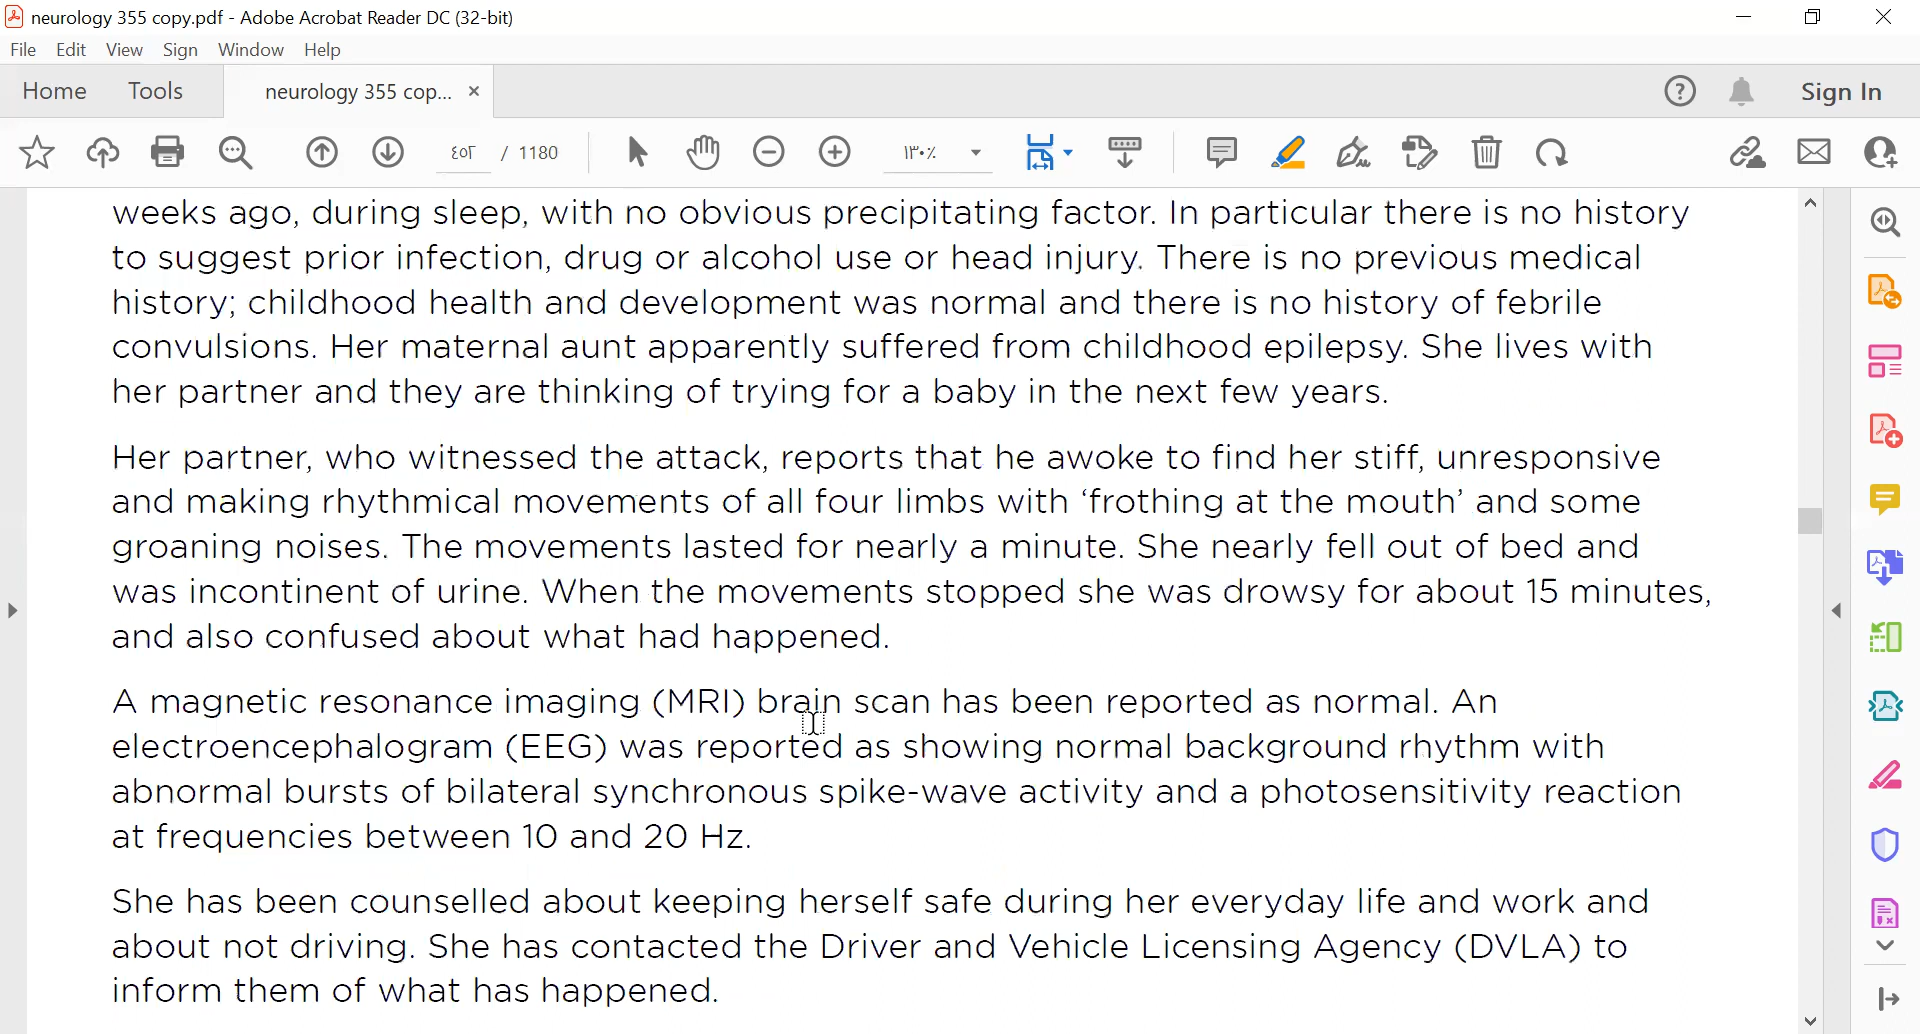 neurology 355 copy.pdf - Adobe Acrobat Reader DC (32-bit)
File Edit View Sign Window Help
Home Tools neurology 355 cop... × Sign In
٤٥٢ / 1180 ١٣٠٪
weeks ago, during sleep, with no obvious precipitating factor. In particular there is no history
to suggest prior infection, drug or alcohol use or head injury. There is no previous medical
history; childhood health and development was normal and there is no history of febrile
convulsions. Her maternal aunt apparently suffered from childhood epilepsy. She lives with
her partner and they are thinking of trying for a baby in the next few years.
Her partner, who witnessed the attack, reports that he awoke to find her stiff, unresponsive
and making rhythmical movements of all four limbs with ‘frothing at the mouth’ and some
groaning noises. The movements lasted for nearly a minute. She nearly fell out of bed and
was incontinent of urine. When the movements stopped she was drowsy for about 15 minutes,
and also confused about what had happened.
A magnetic resonance imaging (MRI) brain scan has been reported as normal. An
electroencephalogram (EEG) was reported as showing normal background rhythm with
abnormal bursts of bilateral synchronous spike-wave activity and a photosensitivity reaction
at frequencies between 10 and 20 Hz.
She has been counselled about keeping herself safe during her everyday life and work and
about not driving. She has contacted the Driver and Vehicle Licensing Agency (DVLA) to
inform them of what has happened.